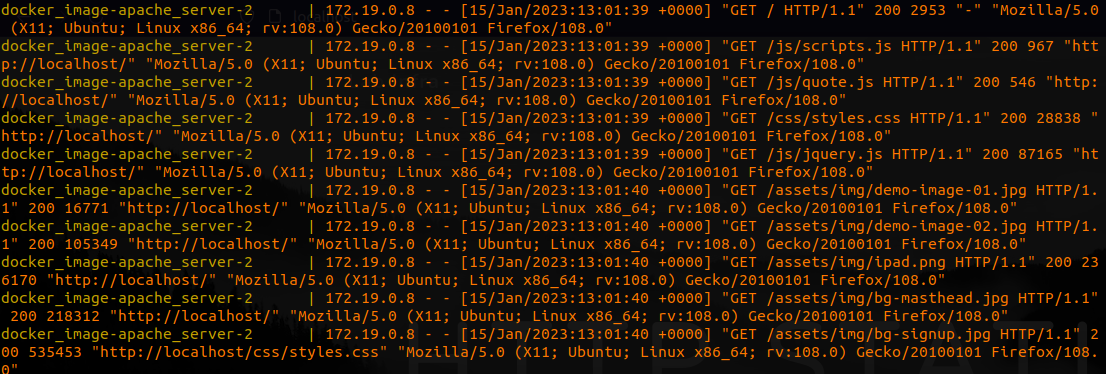 docker_image-apache_server-2 | 172.19.0.8 - - [15/Jan/2023:13:01:39 +0000] "GET / HTTP/1.1" 200 2953 "-" "Mozilla/5.0
(X11; Ubuntu; Linux x86_64; rv:108.0) Gecko/20100101 Firefox/108.0"
docker_image-apache_server-2 | 172.19.0.8 - - [15/Jan/2023:13:01:39 +0000] "GET /js/scripts.js HTTP/1.1" 200 967 "htt
p://localhost/" "Mozilla/5.0 (X11; Ubuntu; Linux x86_64; rv:108.0) Gecko/20100101 Firefox/108.0"
docker_image-apache_server-2 | 172.19.0.8 - - [15/Jan/2023:13:01:39 +0000] "GET /js/quote.js HTTP/1.1" 200 546 "http:
//localhost/" "Mozilla/5.0 (X11; Ubuntu; Linux x86_64; rv:108.0) Gecko/20100101 Firefox/108.0"
docker_image-apache_server-2 | 172.19.0.8 - - [15/Jan/2023:13:01:39 +0000] "GET /css/styles.css HTTP/1.1" 200 28838 "
http://localhost/" "Mozilla/5.0 (X11; Ubuntu; Linux x86_64; rv:108.0) Gecko/20100101 Firefox/108.0"
docker_image-apache_server-2 | 172.19.0.8 - - [15/Jan/2023:13:01:39 +0000] "GET /js/jquery.js HTTP/1.1" 200 87165 "ht
tp://localhost/" "Mozilla/5.0 (X11; Ubuntu; Linux x86_64; rv:108.0) Gecko/20100101 Firefox/108.0"
docker_image-apache_server-2 | 172.19.0.8 - - [15/Jan/2023:13:01:40 +0000] "GET /assets/img/demo-image-01.jpg HTTP/1.
1" 200 16771 "http://localhost/" "Mozilla/5.0 (X11; Ubuntu; Linux x86_64; rv:108.0) Gecko/20100101 Firefox/108.0"
docker_image-apache_server-2 | 172.19.0.8 - - [15/Jan/2023:13:01:40 +0000] "GET /assets/img/demo-image-02.jpg HTTP/1.
1" 200 105349 "http://localhost/" "Mozilla/5.0 (X11; Ubuntu; Linux x86_64; rv:108.0) Gecko/20100101 Firefox/108.0"
docker_image-apache_server-2 | 172.19.0.8 - - [15/Jan/2023:13:01:40 +0000] "GET /assets/img/ipad.png HTTP/1.1" 200 23
6170 "http://localhost/" "Mozilla/5.0 (X11; Ubuntu; Linux x86_64; rv:108.0) Gecko/20100101 Firefox/108.0"
docker_image-apache_server-2 | 172.19.0.8 - - [15/Jan/2023:13:01:40 +0000] "GET /assets/img/bg-masthead.jpg HTTP/1.1"
200 218312 "http://localhost/" "Mozilla/5.0 (X11; Ubuntu; Linux x86_64; rv:108.0) Gecko/20100101 Firefox/108.0"
docker_image-apache_server-2 | 172.19.0.8 - - [15/Jan/2023:13:01:40 +0000] "GET /assets/img/bg-signup.jpg HTTP/1.1" 2
00 535453 "http://localhost/css/styles.css" "Mozilla/5.0 (X11; Ubuntu; Linux x86_64; rv:108.0) Gecko/20100101 Firefox/108.
0"